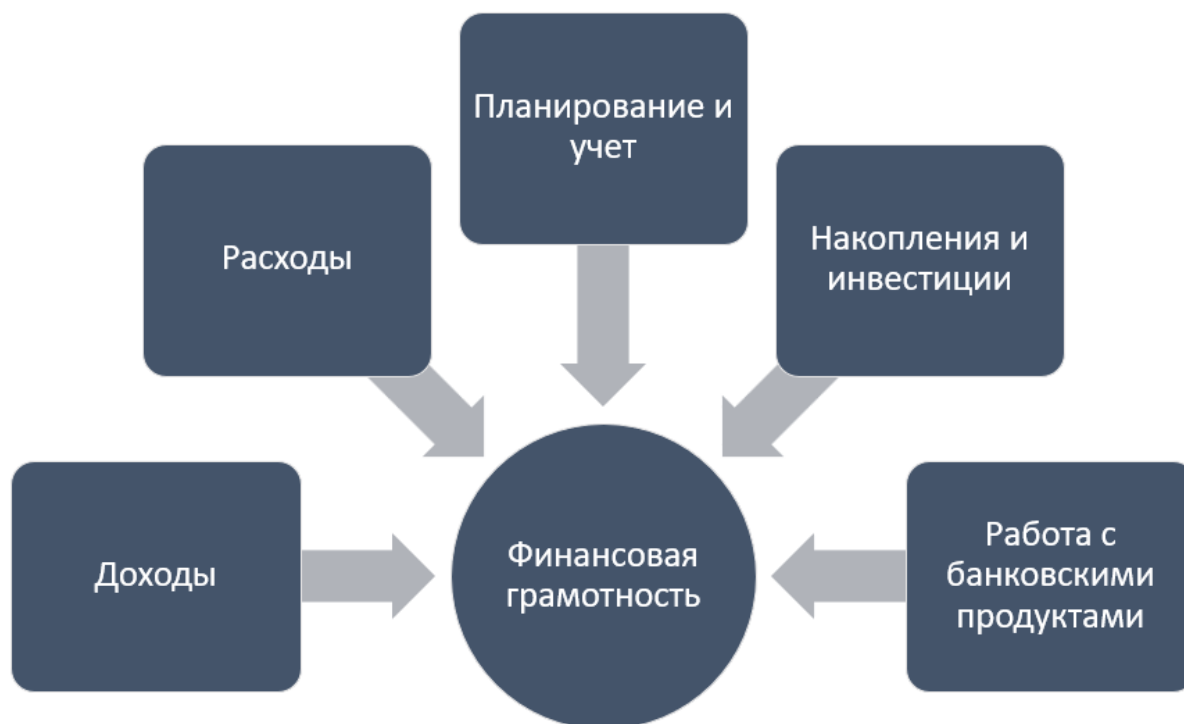 Планирование и
учет
Расходы
Накопления и
инвестиции
Доходы
Финансовая
грамотность
Работа с
банковскими
продуктами